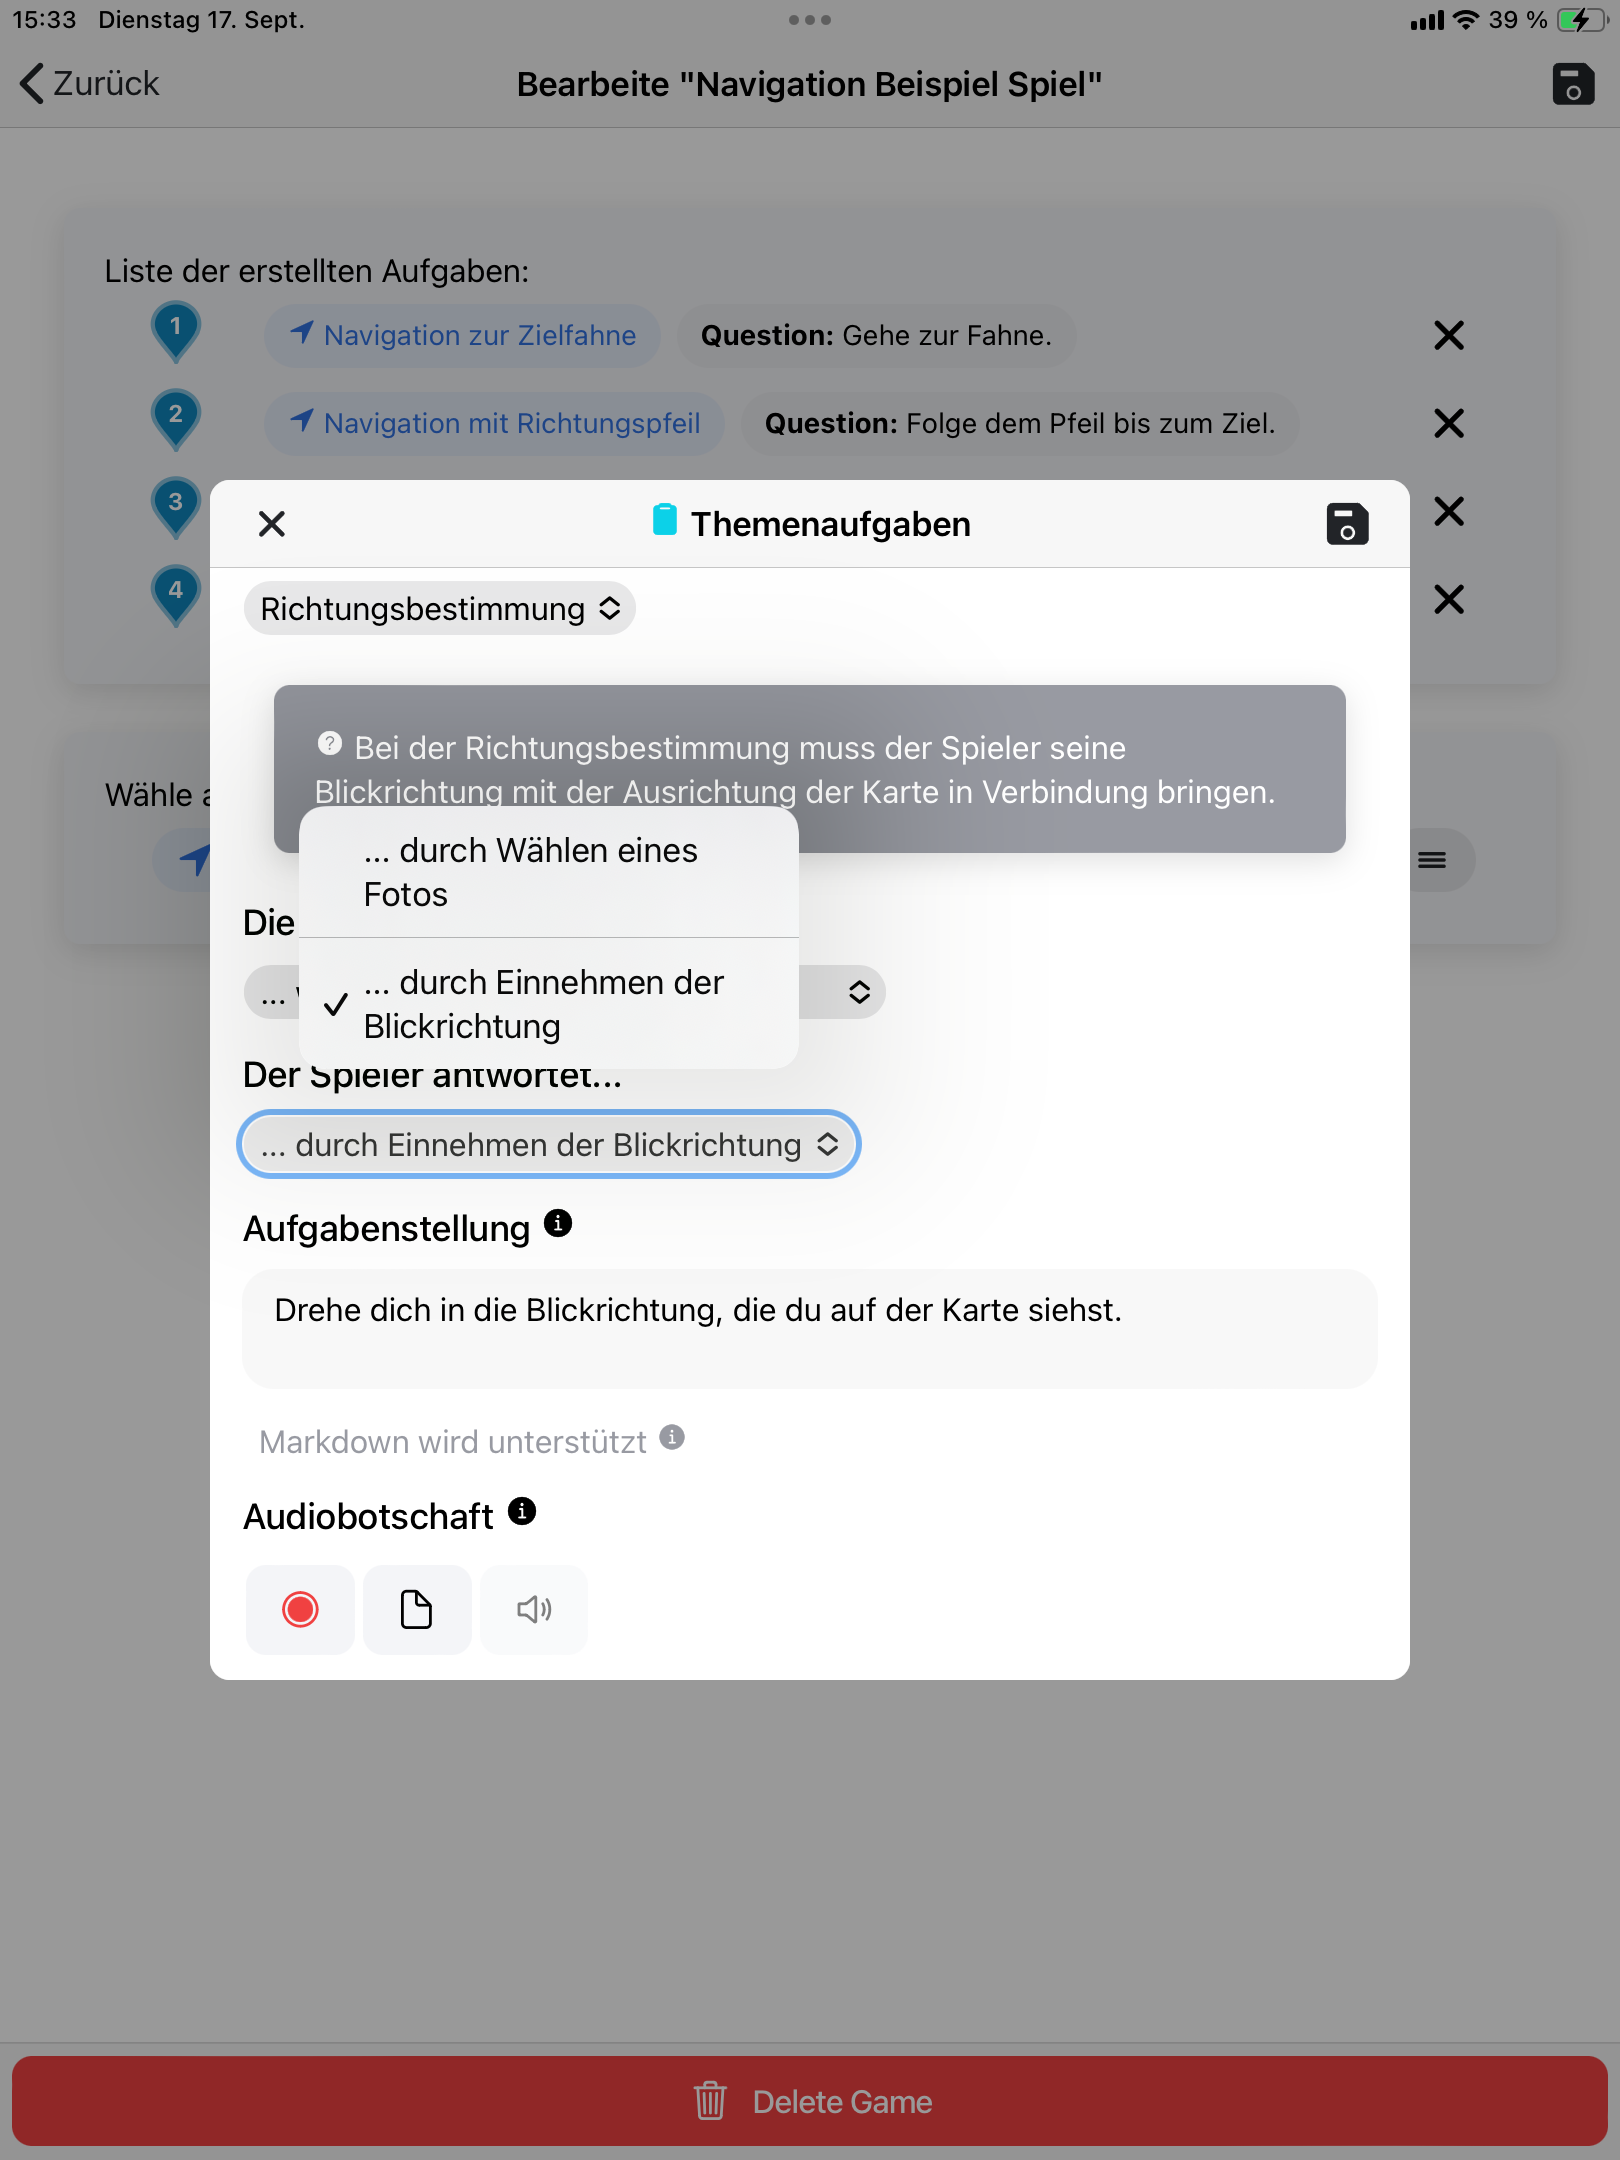 15:33 Dienstag 17. Sept.
39 %
Zurück
Bearbeite "Navigation Beispiel Spiel"
Liste der erstellten Aufgaben:
1 Navigation zur Zielfahne Question: Gehe zur Fahne.
2 Navigation mit Richtungspfeil Question: Folge dem Pfeil bis zum Ziel.
3
4
Themenaufgaben
Richtungsbestimmung
Bei der Richtungsbestimmung muss der Spieler seine
Blickrichtung mit der Ausrichtung der Karte in Verbindung bringen.
Wähle
... durch Wählen eines
Fotos
Die
...
... durch Einnehmen der
Blickrichtung
Der Spieler antwortet...
... durch Einnehmen der Blickrichtung
Aufgabenstellung
Drehe dich in die Blickrichtung, die du auf der Karte siehst.
Markdown wird unterstützt
Audiobotschaft
Delete Game